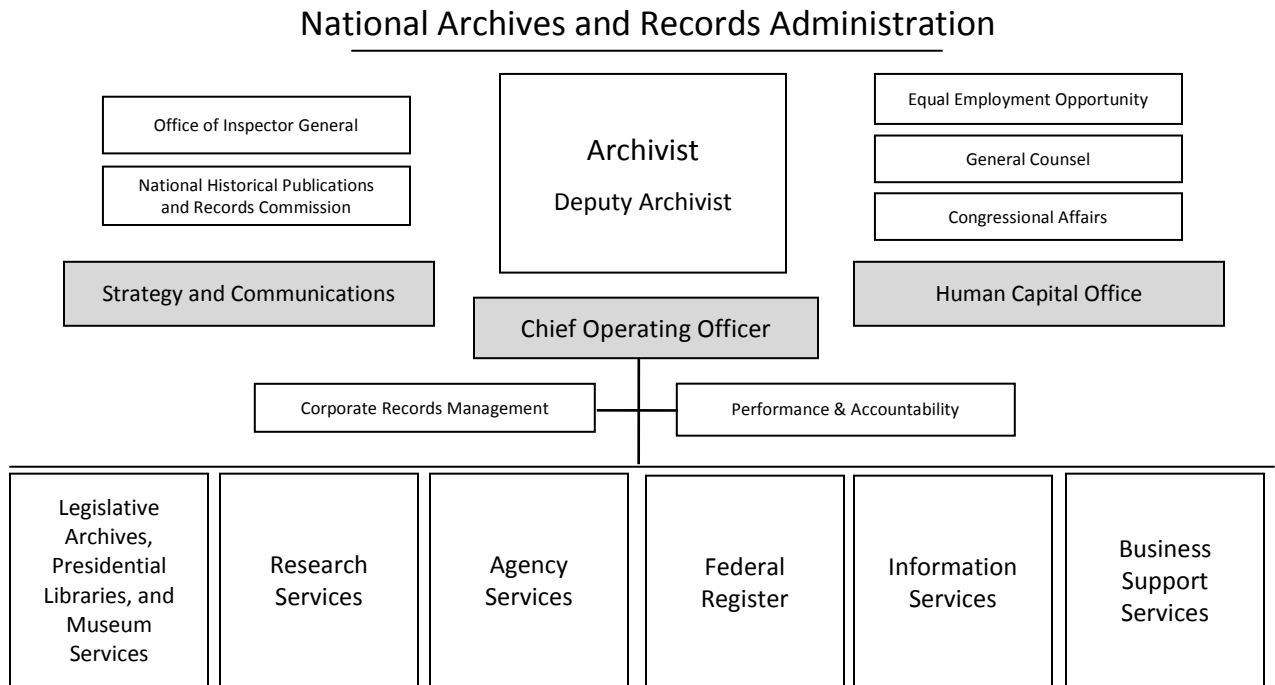 National Archives and Records Administration
Office of Inspector General
National Historical Publications
and Records Commission
Archivist
Deputy Archivist
Equal Employment Opportunity
General Counsel
Congressional Affairs
Strategy and Communications
Human Capital Office
Chief Operating Officer
Corporate Records Management
Performance & Accountability
Legislative
Archives,
Presidential
Libraries, and
Museum
Services
Research
Services
Agency
Services
Federal
Register
Information
Services
Business
Support
Services